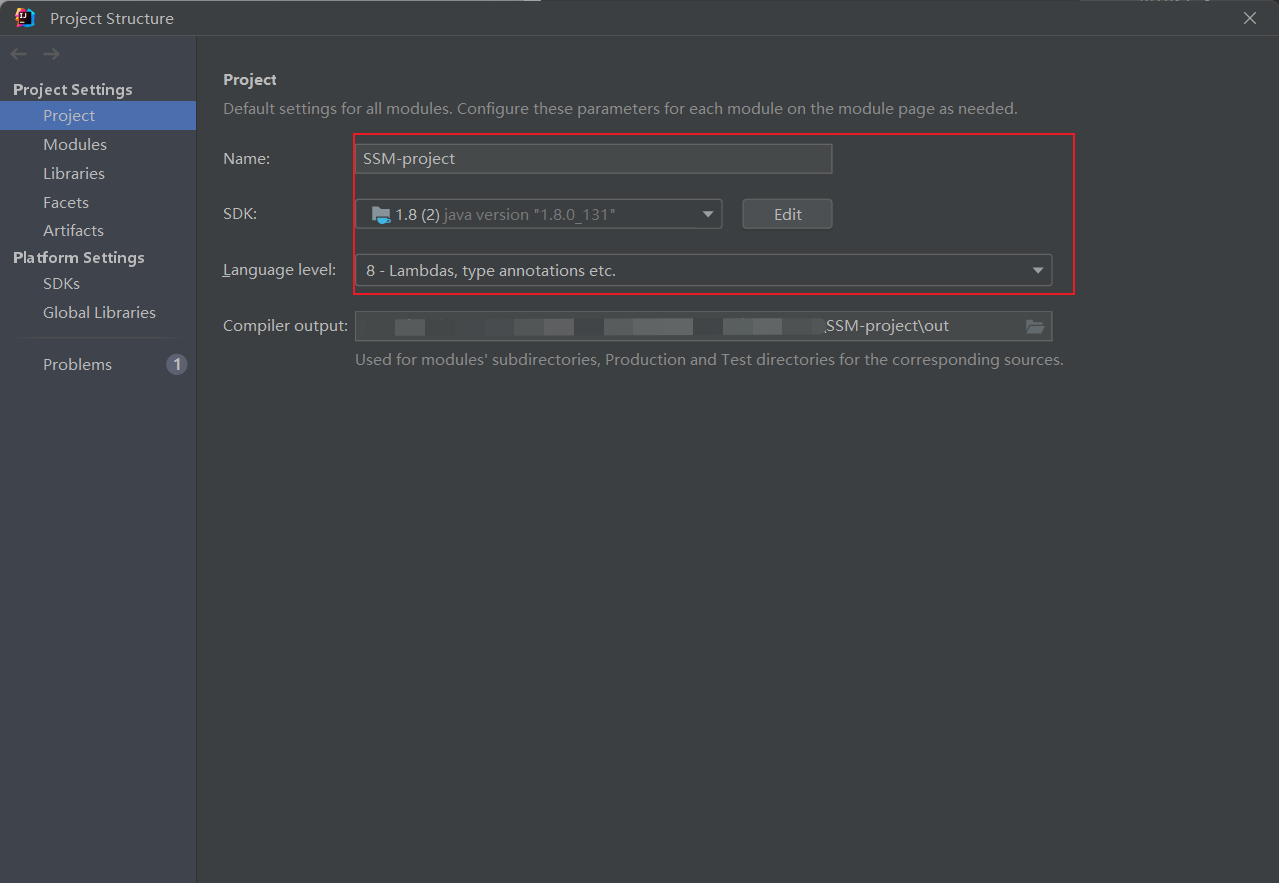 Project Structure
Project Settings
Project
Modules
Libraries
Facets
Artifacts
Platform Settings
SDKs
Global Libraries
Problems 1
Project
Default settings for all modules. Configure these parameters for each module on the module page as needed.
Name: SSM-project
SDK: 1.8 (2) java version "1.8.0_131" Edit
Language level: 8 - Lambdas, type annotations etc.
Compiler output: SSM-project\out
Used for modules' subdirectories, Production and Test directories for the corresponding sources.